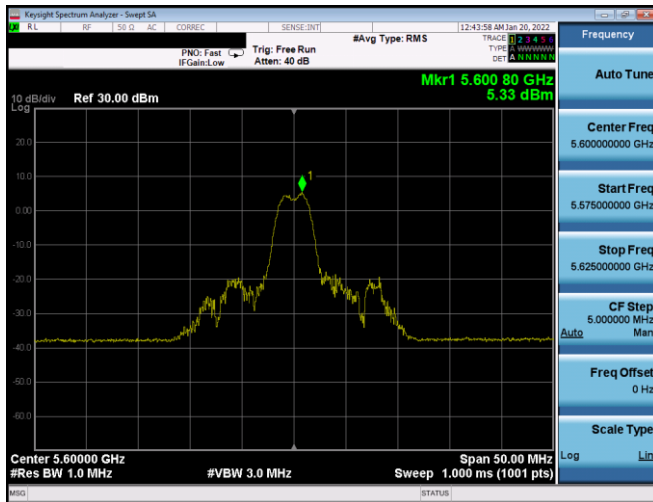 Keysight Spectrum Analyzer - Swept SA
RL RF 50 Ω AC CORREC SENSE:INT 12:43:58 AM Jan 20, 2022
#Avg Type: RMS TRACE 1 2 3 4 5 6
PNO: Fast Trig: Free Run TYPE A WWWWW
IFGain:Low Atten: 40 dB DET A N N N N N
Mkr1 5.600 80 GHz
10 dB/div Ref 30.00 dBm 5.33 dBm
Log
20.0
10.0
1
0.00
-10.0
-20.0
-30.0
-40.0
-50.0
-60.0
Center 5.60000 GHz Span 50.00 MHz
#Res BW 1.0 MHz #VBW 3.0 MHz Sweep 1.000 ms (1001 pts)
MSG STATUS
Frequency
Auto Tune
Center Freq
5.600000000 GHz
Start Freq
5.575000000 GHz
Stop Freq
5.625000000 GHz
CF Step
5.000000 MHz
Auto Man
Freq Offset
0 Hz
Scale Type
Log Lin